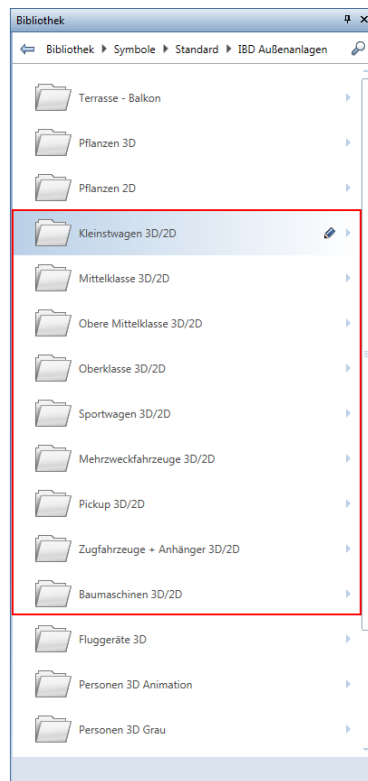 Bibliothek
Bibliothek Symbole Standard IBD Außenanlagen
Terrasse - Balkon
Pflanzen 3D
Pflanzen 2D
Kleinstwagen 3D/2D
Mittelklasse 3D/2D
Obere Mittelklasse 3D/2D
Oberklasse 3D/2D
Sportwagen 3D/2D
Mehrzweckfahrzeuge 3D/2D
Pickup 3D/2D
Zugfahrzeuge + Anhänger 3D/2D
Baumaschinen 3D/2D
Fluggeräte 3D
Personen 3D Animation
Personen 3D Grau